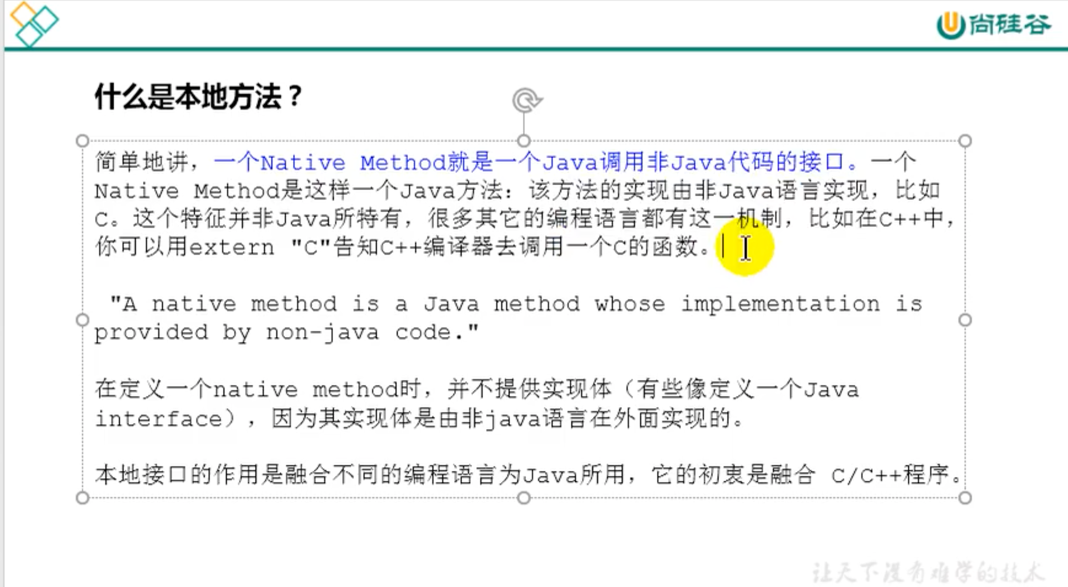 尚硅谷
什么是本地方法？
简单地讲，一个Native Method就是一个Java调用非Java代码的接口。一个
Native Method是这样一个Java方法：该方法的实现由非Java语言实现，比如
C。这个特征并非Java所特有，很多其它的编程语言都有这一机制，比如在C++中，
你可以用extern "C"告知C++编译器去调用一个C的函数。
"A native method is a Java method whose implementation is
provided by non-java code."
在定义一个native method时，并不提供实现体（有些像定义一个Java
interface），因为其实现体是由非java语言在外面实现的。
本地接口的作用是融合不同的编程语言为Java所用，它的初衷是融合 C/C++程序。
让天下没有难学的技术